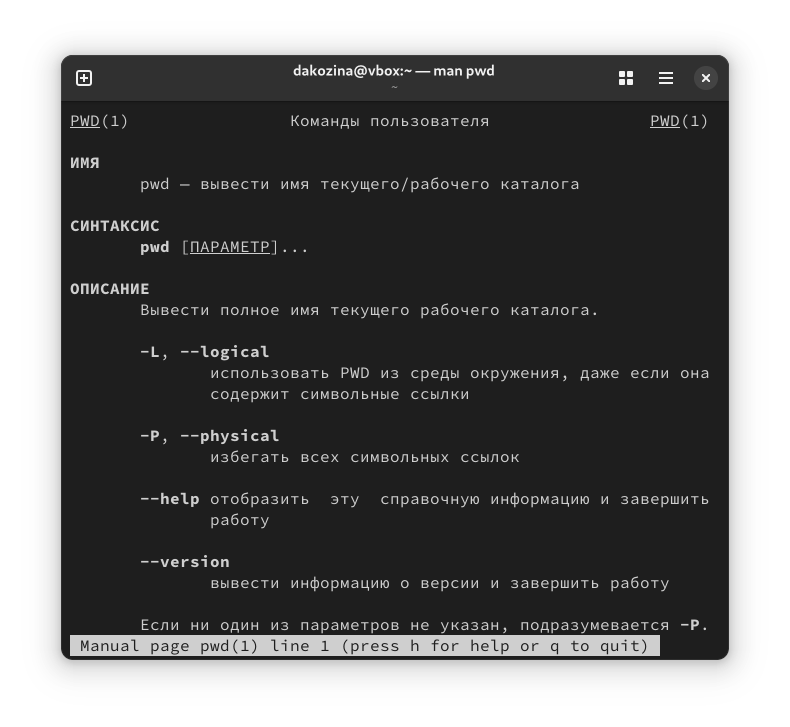 dakozina@vbox:~ — man pwd
~
PWD(1) Команды пользователя PWD(1)
ИМЯ
pwd — вывести имя текущего/рабочего каталога
СИНТАКСИС
pwd [ПАРАМЕТР]...
ОПИСАНИЕ
Вывести полное имя текущего рабочего каталога.
-L, --logical
использовать PWD из среды окружения, даже если она
содержит символьные ссылки
-P, --physical
избегать всех символьных ссылок
--help отобразить эту справочную информацию и завершить
работу
--version
вывести информацию о версии и завершить работу
Если ни один из параметров не указан, подразумевается -P.
Manual page pwd(1) line 1 (press h for help or q to quit)